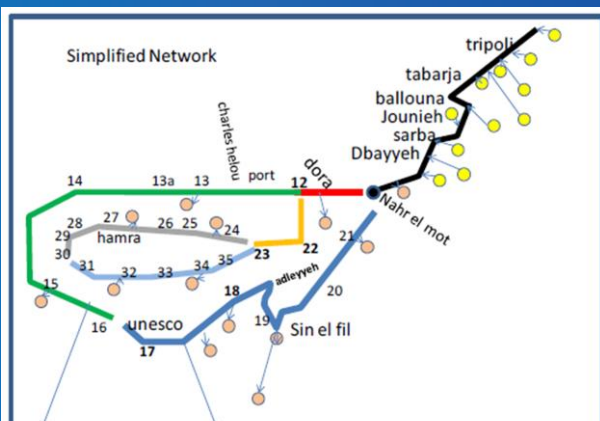 Simplified Network
tripoli
tabarja
ballouna
Jounieh
sarba
Dbayyeh
charles helou
port
dora
12
14
13a
13
Nahr el mot
28
27
26
25
24
29
hamra
30
23
22
21
31
32
33
34
35
adleyyeh
15
18
20
19
16
unesco
Sin el fil
17